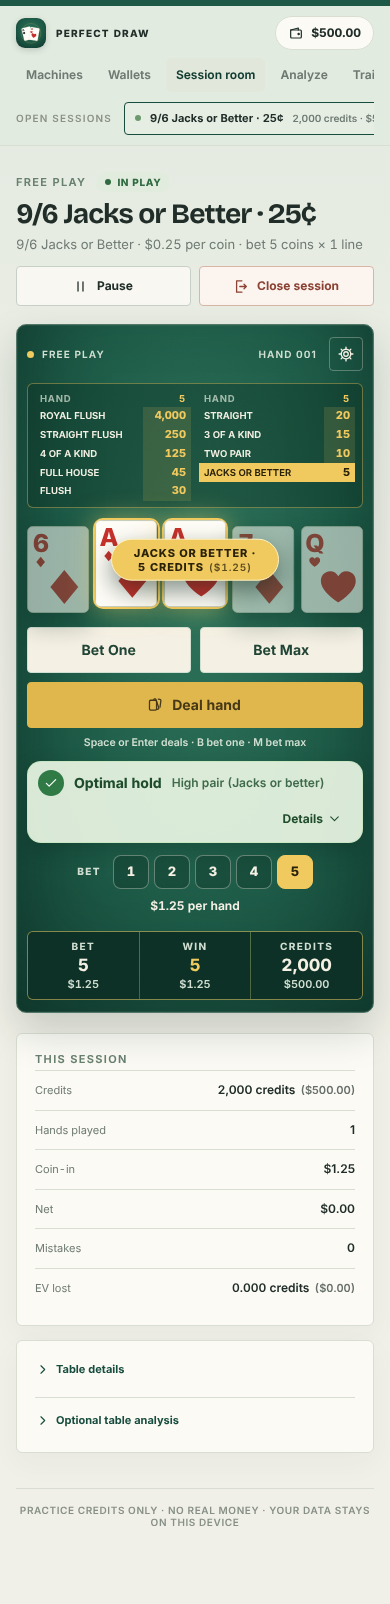 PERFECT DRAW
$500.00
Machines Wallets Session room Analyze Trai
OPEN SESSIONS 9/6 Jacks or Better · 25¢ 2,000 credits · $5
FREE PLAY IN PLAY
9/6 Jacks or Better · 25¢
9/6 Jacks or Better · $0.25 per coin · bet 5 coins × 1 line
Pause Close session
FREE PLAY HAND 001
HAND 5 HAND 5
ROYAL FLUSH 4,000 STRAIGHT 20
STRAIGHT FLUSH 250 3 OF A KIND 15
4 OF A KIND 125 TWO PAIR 10
FULL HOUSE 45 JACKS OR BETTER 5
FLUSH 30
6 A A 7 Q
JACKS OR BETTER ·
5 CREDITS ($1.25)
Bet One Bet Max
Deal hand
Space or Enter deals · B bet one · M bet max
Optimal hold High pair (Jacks or better)
Details
BET 1 2 3 4 5
$1.25 per hand
BET WIN CREDITS
5 5 2,000
$1.25 $1.25 $500.00
THIS SESSION
Credits 2,000 credits ($500.00)
Hands played 1
Coin-in $1.25
Net $0.00
Mistakes 0
EV lost 0.000 credits ($0.00)
Table details
Optional table analysis
PRACTICE CREDITS ONLY · NO REAL MONEY · YOUR DATA STAYS
ON THIS DEVICE